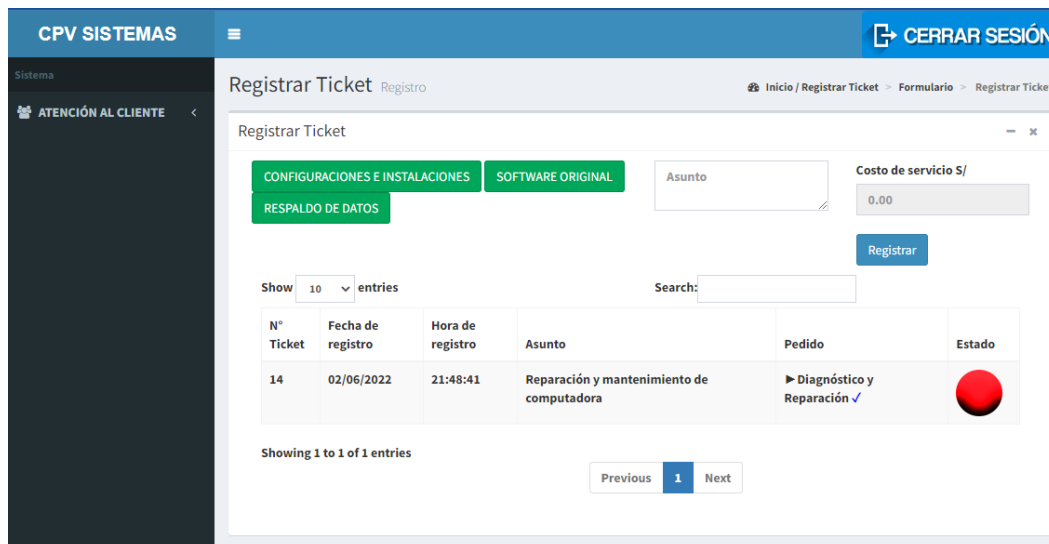 CPV SISTEMAS
CERRAR SESIÓN
Sistema
ATENCIÓN AL CLIENTE
Registrar Ticket Registro
Inicio / Registrar Ticket > Formulario > Registrar Ticke
Registrar Ticket
CONFIGURACIONES E INSTALACIONES
SOFTWARE ORIGINAL
RESPALDO DE DATOS
Asunto
Costo de servicio S/
0.00
Registrar
Show 10 entries
Search:
N° Ticket
Fecha de registro
Hora de registro
Asunto
Pedido
Estado
14
02/06/2022
21:48:41
Reparación y mantenimiento de
computadora
►Diagnóstico y
Reparación ✓
Showing 1 to 1 of 1 entries
Previous 1 Next